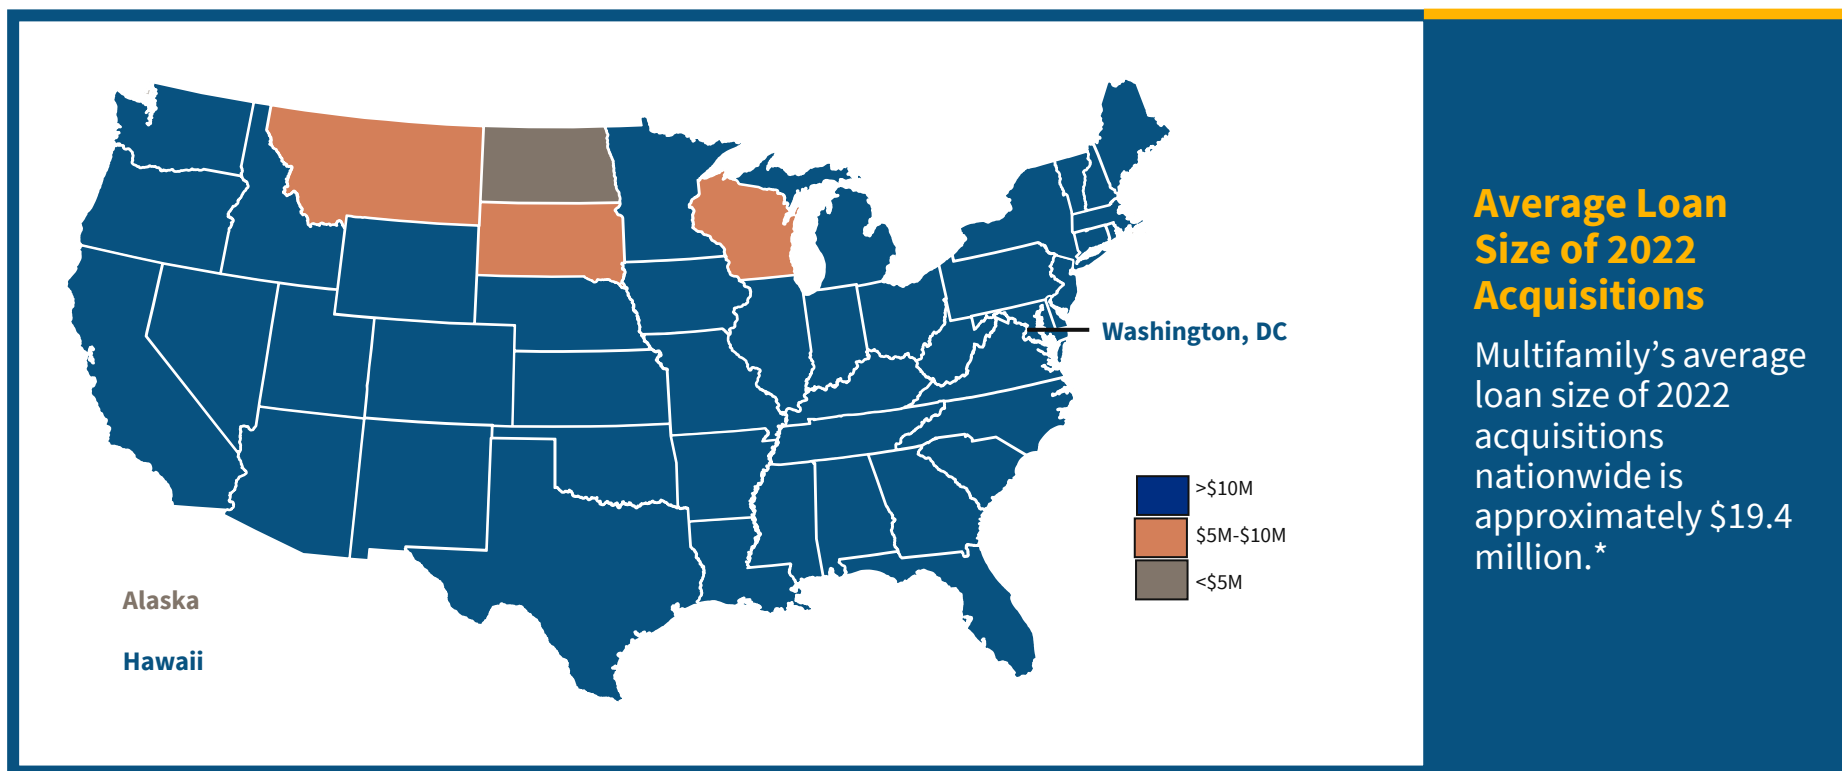 Washington, DC
>$10M
$5M-$10M
<$5M
Alaska
Hawaii
Average Loan
Size of 2022
Acquisitions
Multifamily’s average
loan size of 2022
acquisitions
nationwide is
approximately $19.4
million.*